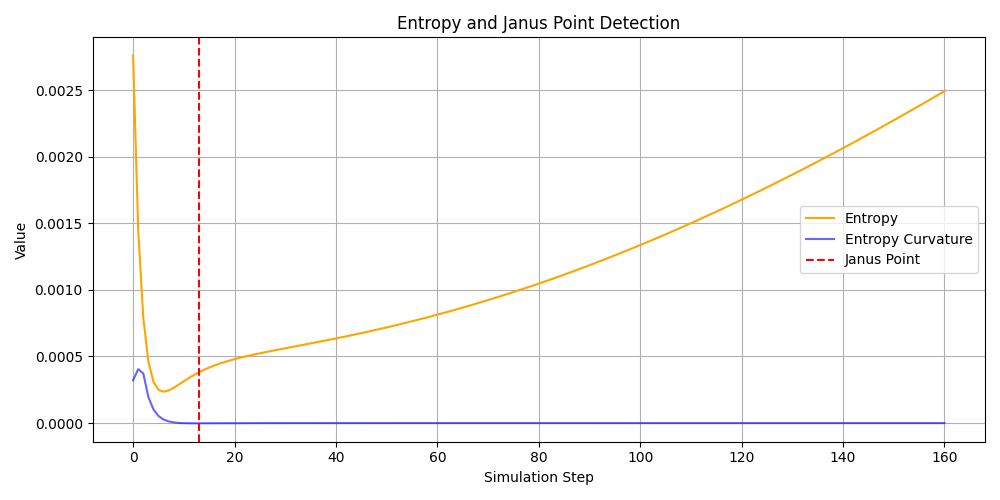 Entropy and Janus Point Detection
Value
0.0025
0.0020
0.0015
0.0010
0.0005
0.0000
Entropy
Entropy Curvature
Janus Point
0 20 40 60 80 100 120 140 160
Simulation Step